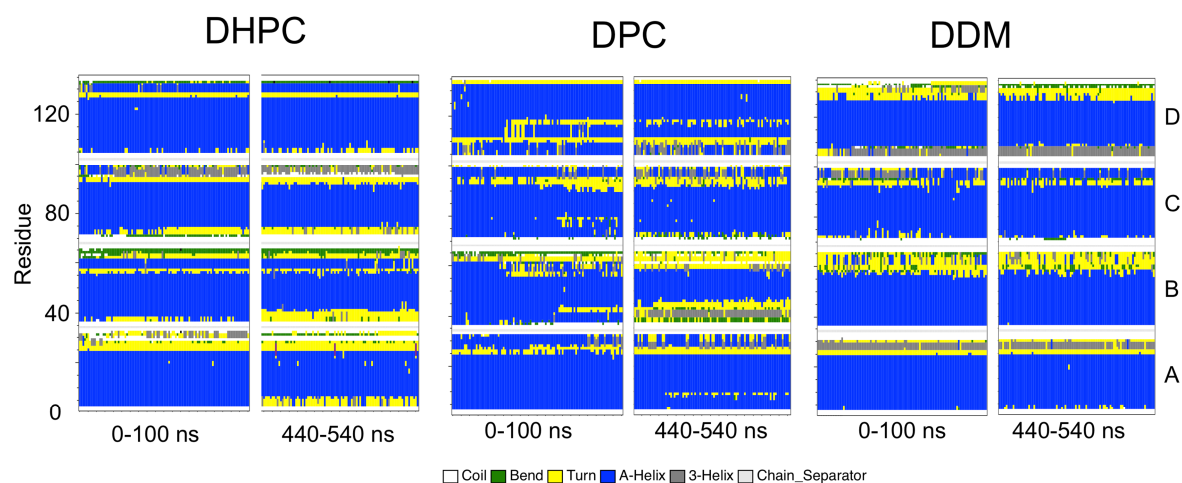 DHPC DPC DDM
120 D
80 C
Residue
40 B
A
0
0-100 ns 440-540 ns 0-100 ns 440-540 ns 0-100 ns 440-540 ns
Coil Bend Turn A-Helix 3-Helix Chain_Separator